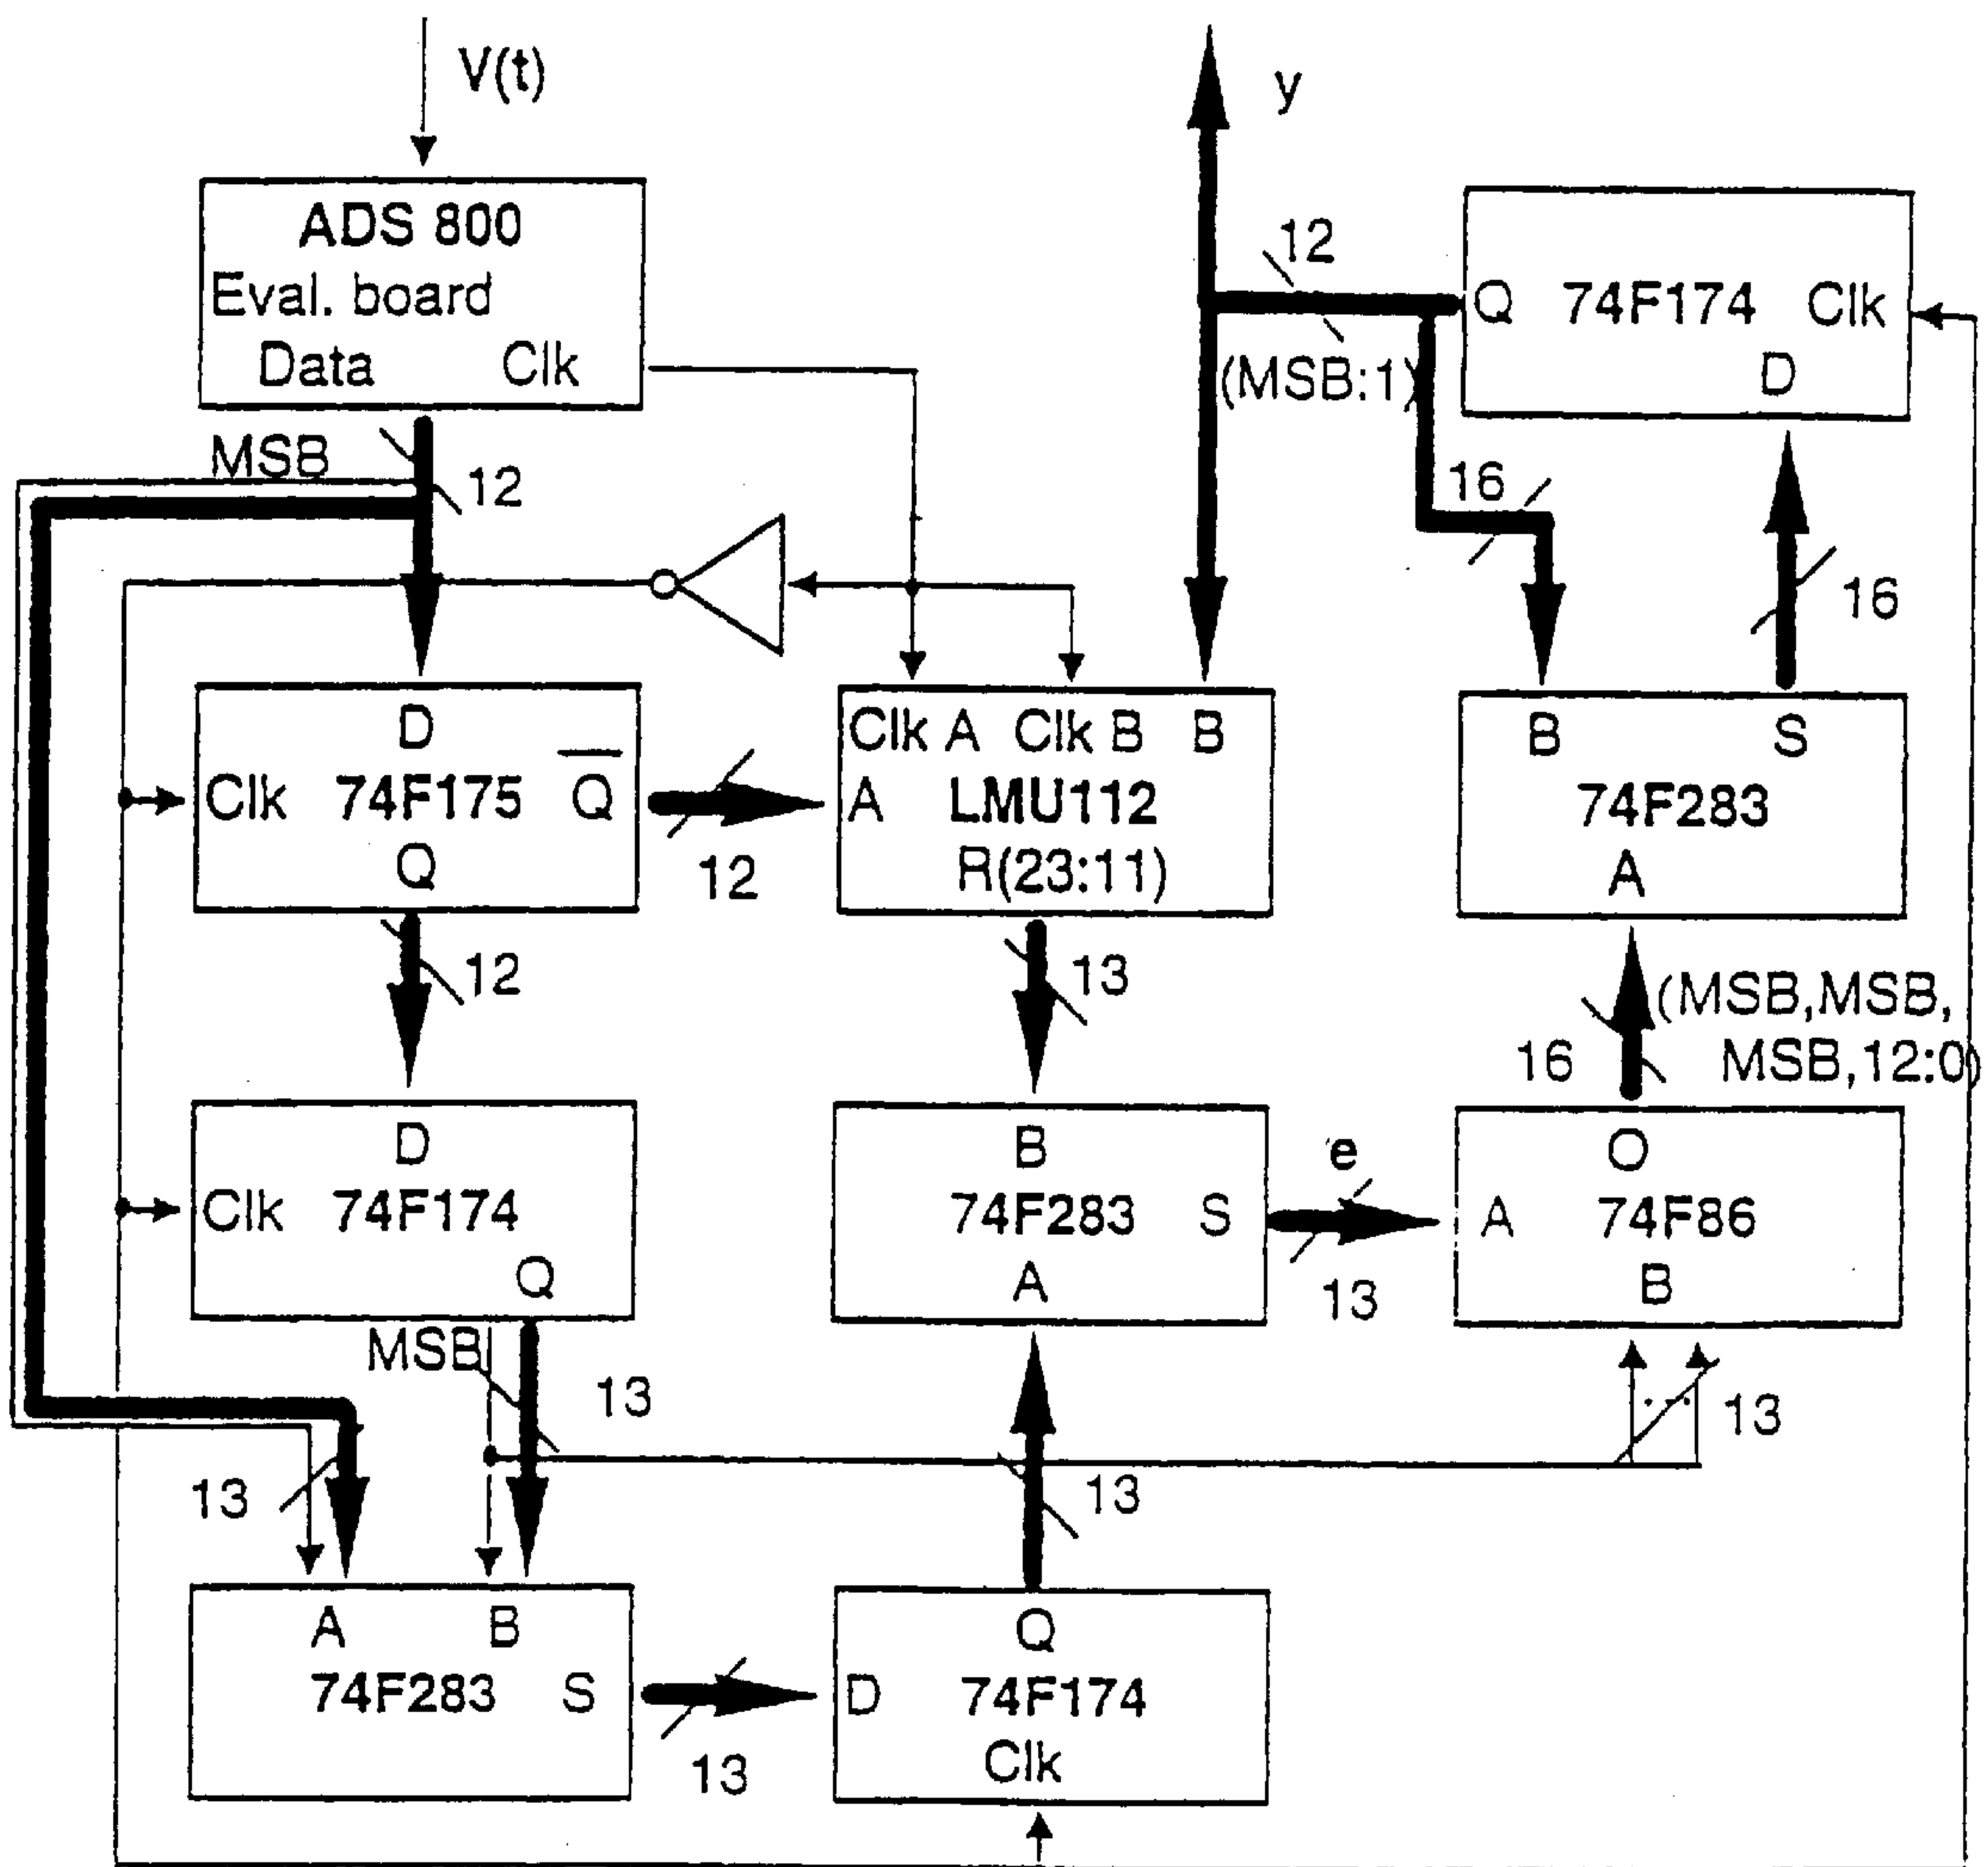 V(t)
y
ADS 800
Eval. board
Data Clk
12
Q 74F174 Clk
D
(MSB:1)
MSB
12
16
16
D
Clk 74F175 Q
Q
12
Clk A Clk B B
A LMU112
R(23:11)
B S
74F283
A
12
13
(MSB,MSB,
16 MSB,12:0)
D
Clk 74F174
Q
B
74F283 S
A
e
13
O
A 74F86
B
MSB
13
13
13
13
A B
74F283 S
13
Q
D 74F174
Clk